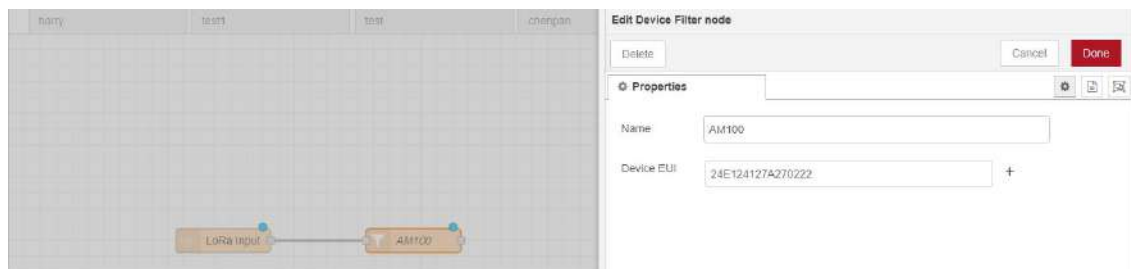 harry
test1
test
chenpan
Edit Device Filter node
Delete
Cancel
Done
Properties
Name
AM100
Device EUI
24E124127A270222
+
LoRa Input
AM100